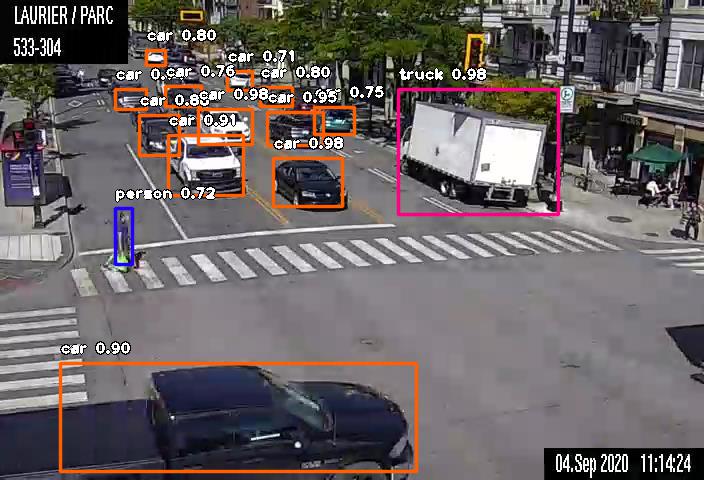 LAURIER / PARC
533-304
car 0.80
car 0.71
car 0.76
car 0.80
truck 0.98
car 0.98
car 0.95
0.75
car 0.91
car 0.98
person 0.72
car 0.90
04.Sep 2020 11:14:24